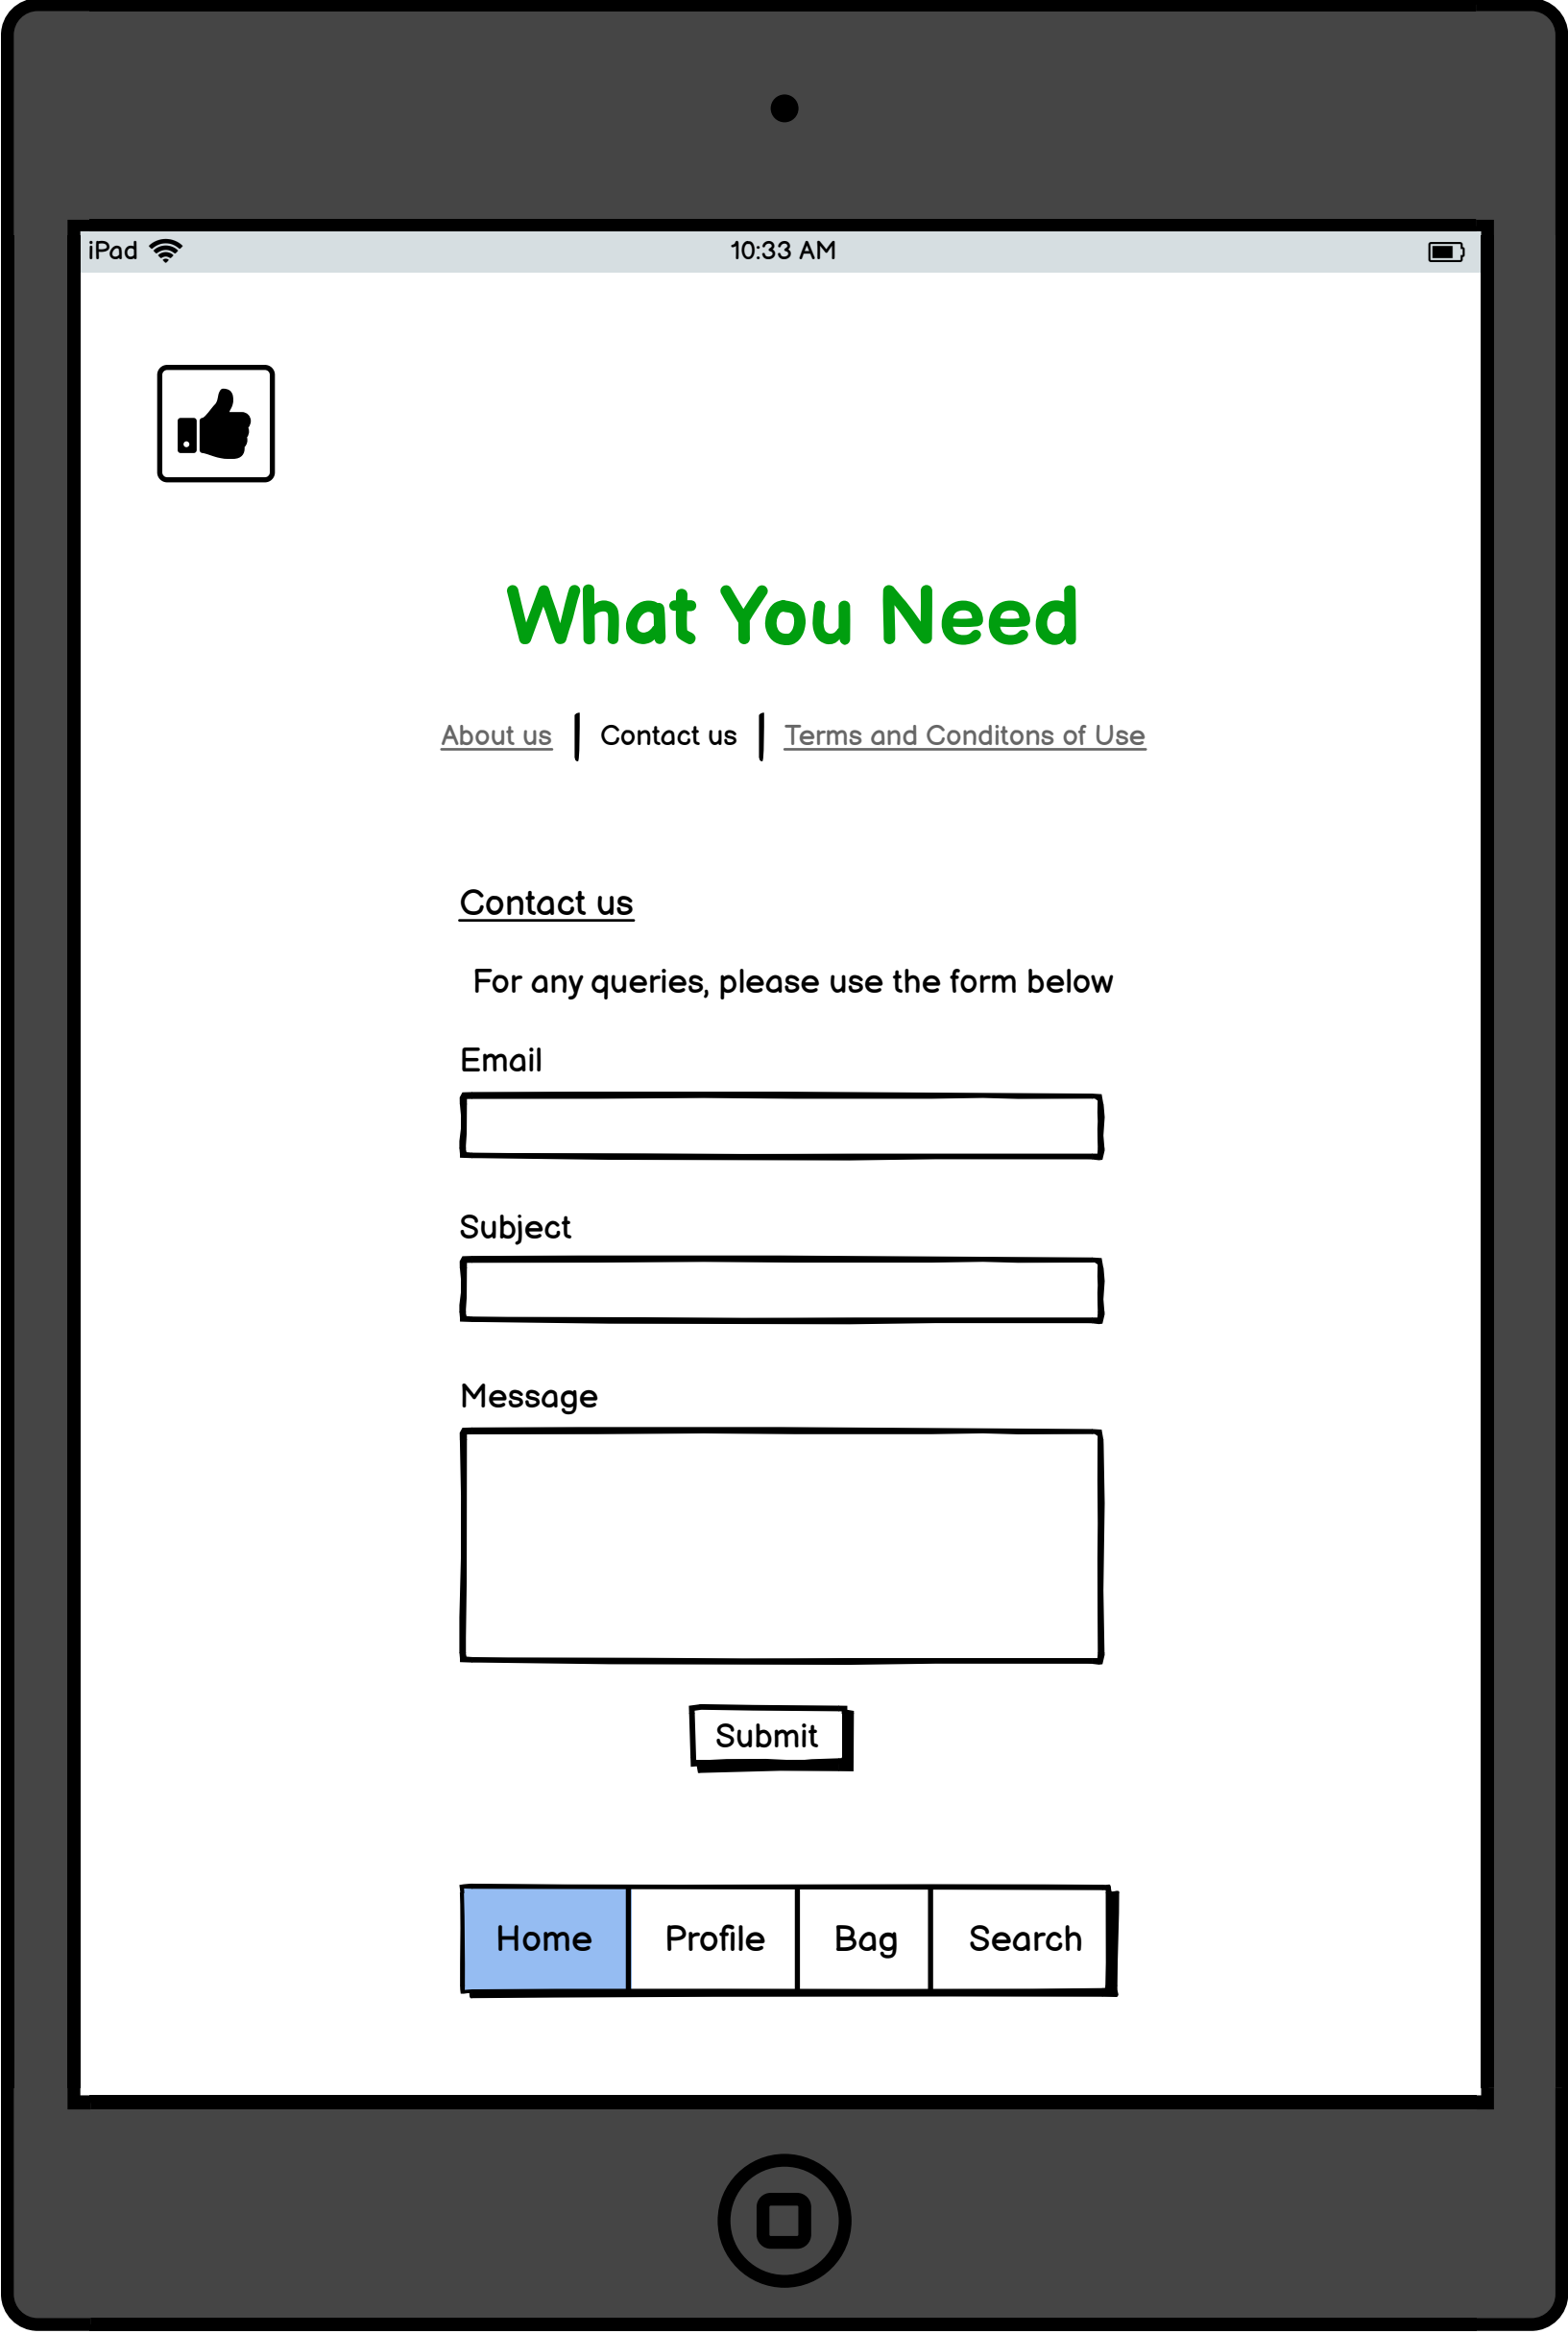 iPad 10:33 AM
What You Need
About us Contact us Terms and Conditons of Use
Contact us
For any queries, please use the form below
Email
Subject
Message
Submit
Home Profile Bag Search